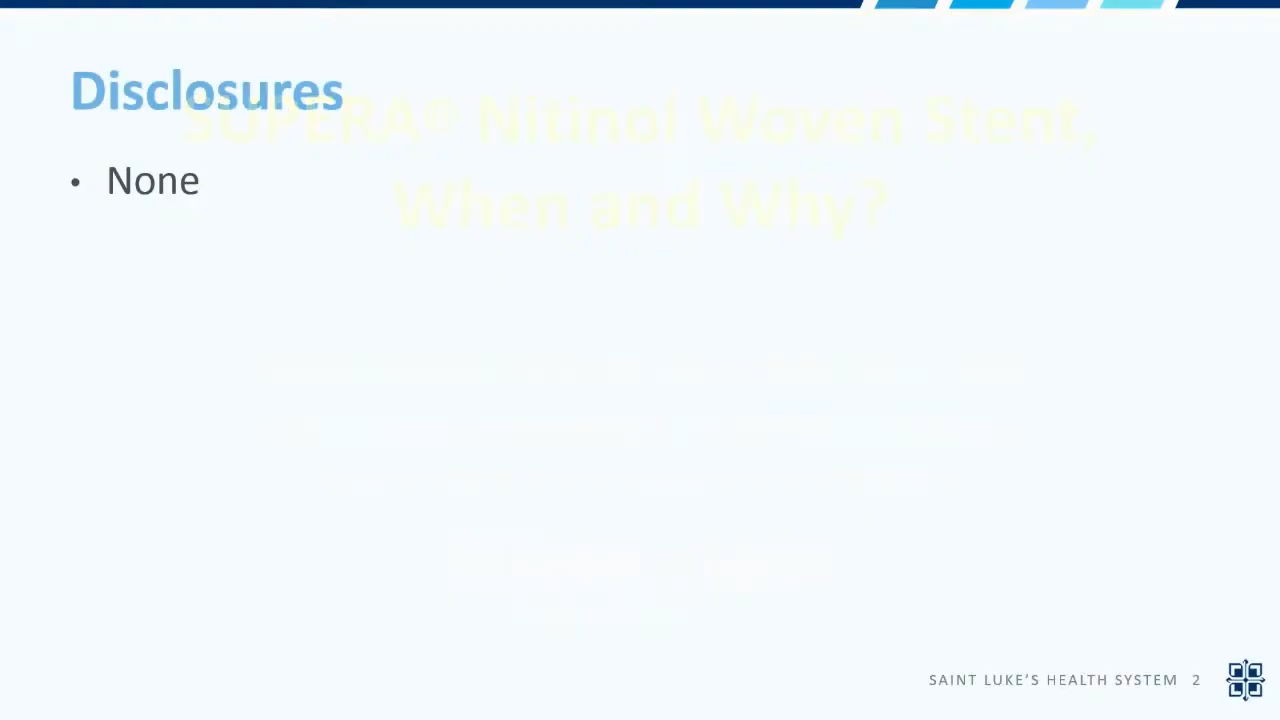 Disclosures
SUPERA® Nitinol Woven Stent,
• None
When and Why?
SAINT LUKE'S HEALTH SYSTEM 2